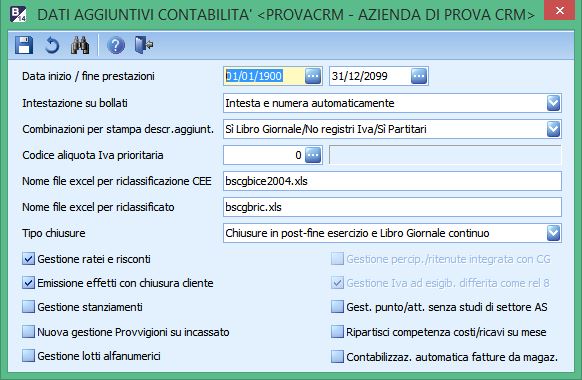 B 14 DATI AGGIUNTIVI CONTABILITA' <PROVACRM - AZIENDA DI PROVA CRM>
Data inizio / fine prestazioni 01/01/1900 ... 31/12/2099 ...
Intestazione su bollati Intesta e numera automaticamente
Combinazioni per stampa descr.aggiunt. Sì Libro Giornale/No registri Iva/Sì Partitari
Codice aliquota Iva prioritaria 0 ...
Nome file excel per riclassificazione CEE bscgbice2004.xls
Nome file excel per riclassificato bscgbric.xls
Tipo chiusure Chiusure in post-fine esercizio e Libro Giornale continuo
Gestione ratei e risconti Gestione percip./ritenute integrata con CG
Emissione effetti con chiusura cliente Gestione Iva ad esigib. differita come rel 8
Gestione stanziamenti Gest. punto/att. senza studi di settore AS
Nuova gestione Provvigioni su incassato Ripartisci competenza costi/ricavi su mese
Gestione lotti alfanumerici Contabilizzaz. automatica fatture da magaz.